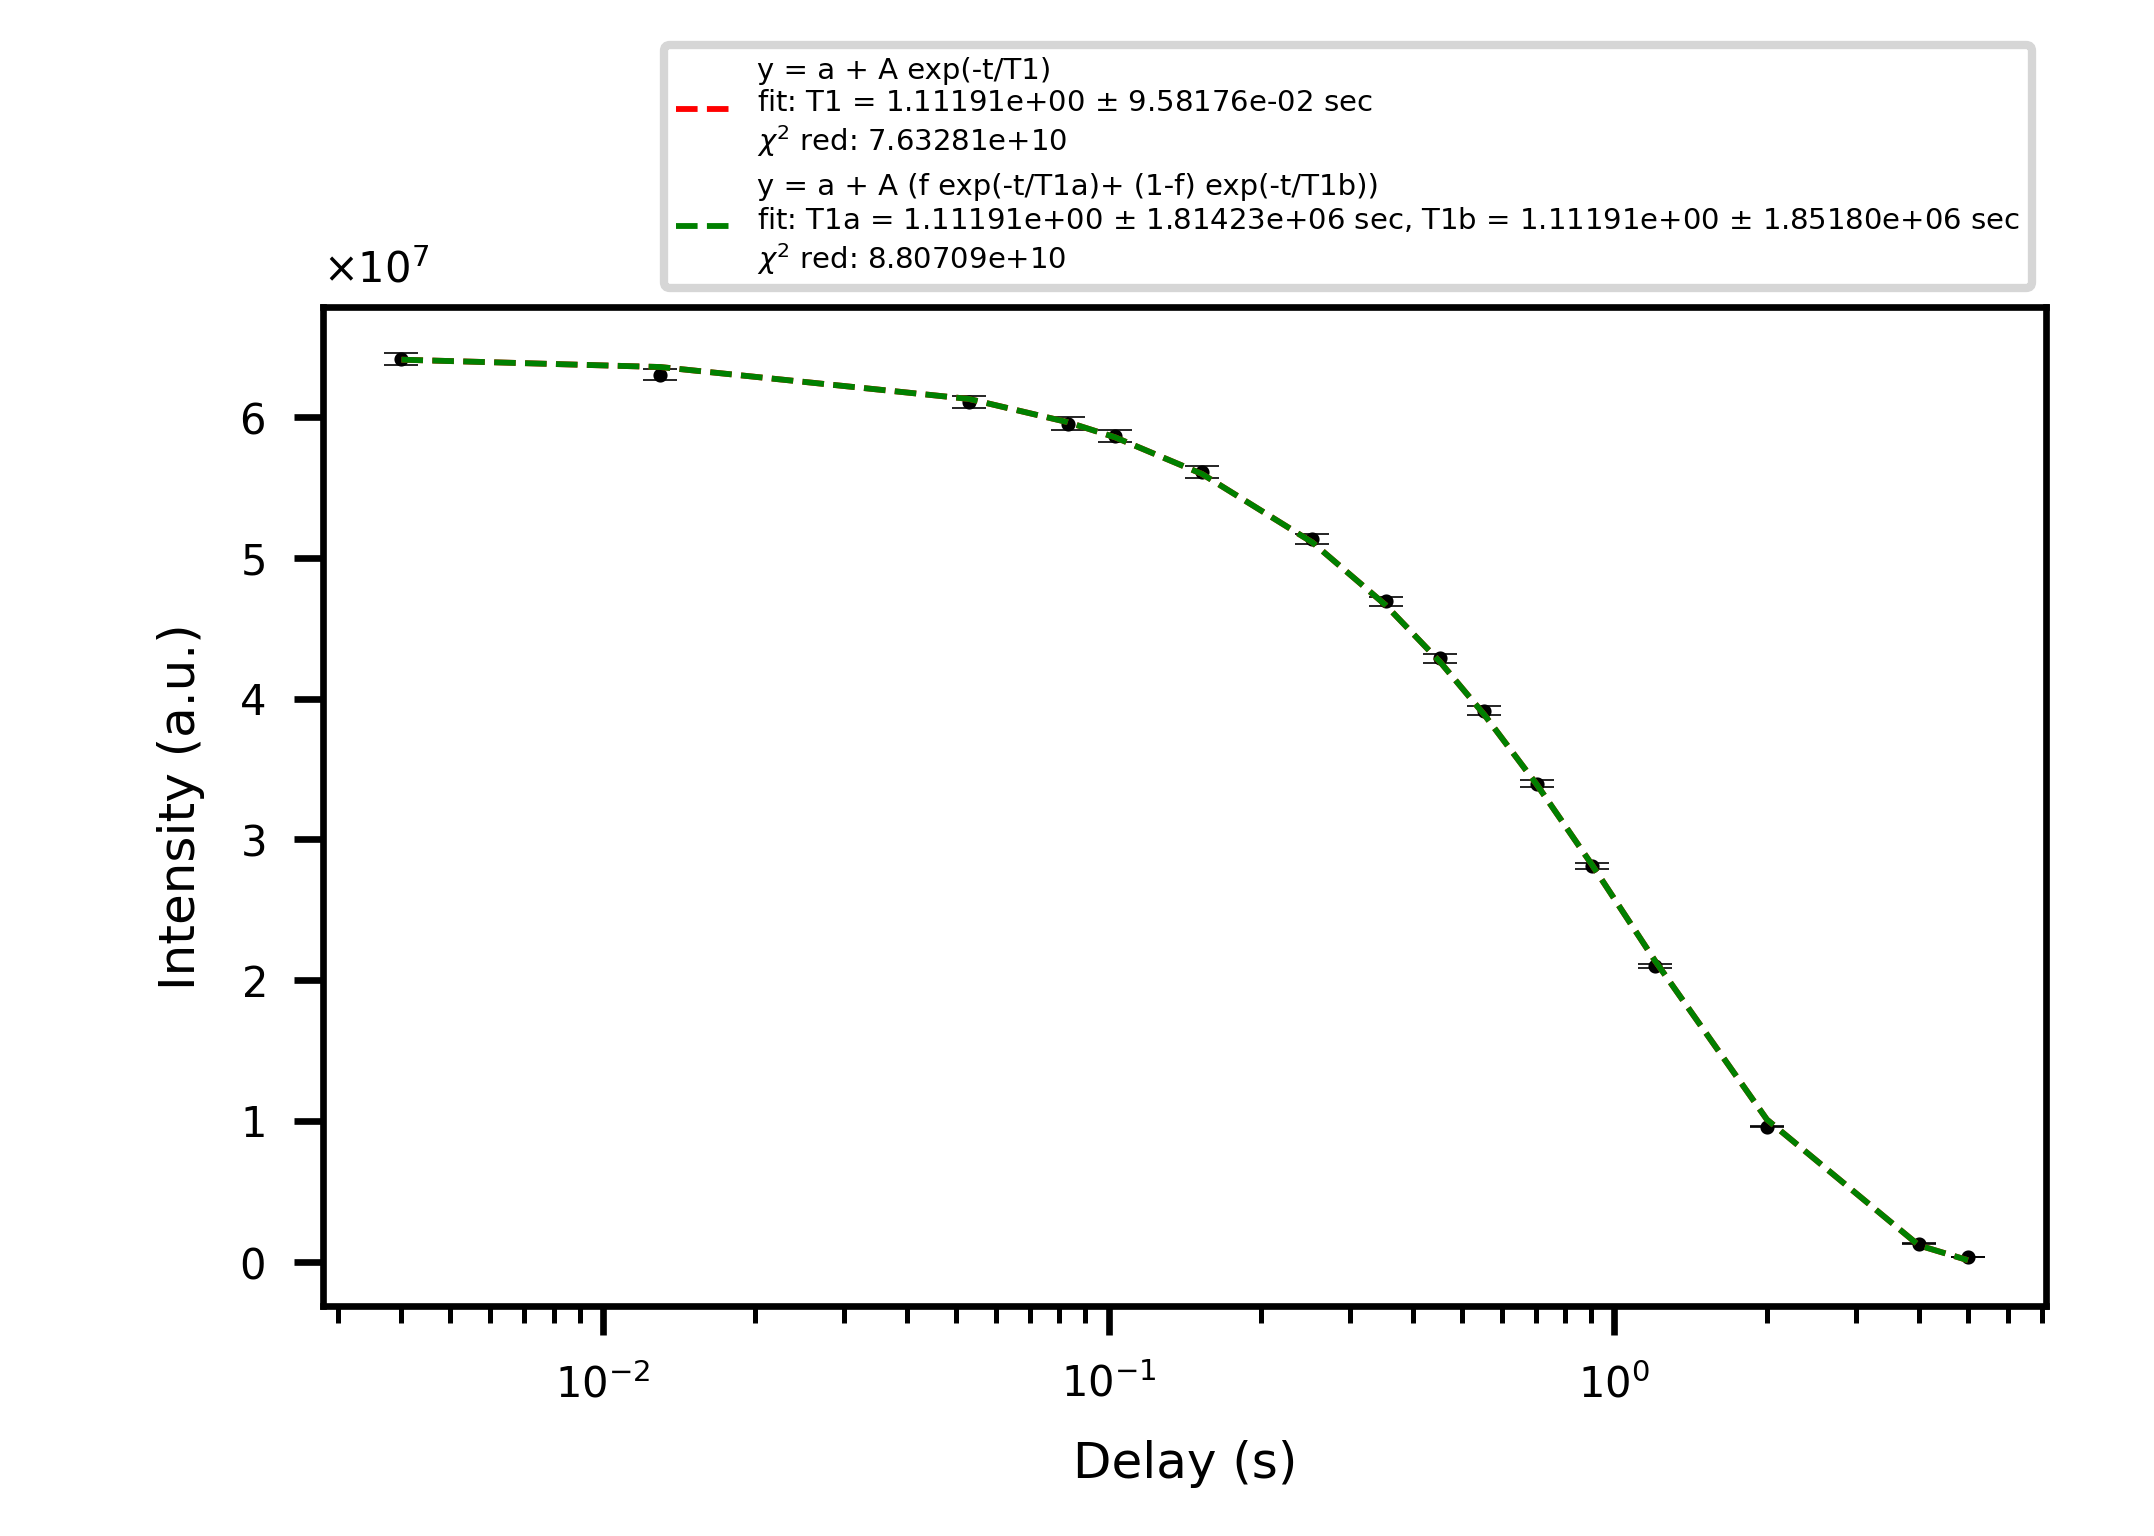 y = a + A exp(-t/T1)
fit: T1 = 1.11191e+00 ± 9.58176e-02 sec
χ² red: 7.63281e+10
y = a + A (f exp(-t/T1a)+ (1-f) exp(-t/T1b))
fit: T1a = 1.11191e+00 ± 1.81423e+06 sec, T1b = 1.11191e+00 ± 1.85180e+06 sec
χ² red: 8.80709e+10
×10⁷
6
5
4
3
2
1
0
Intensity (a.u.)
10⁻² 10⁻¹ 10⁰
Delay (s)